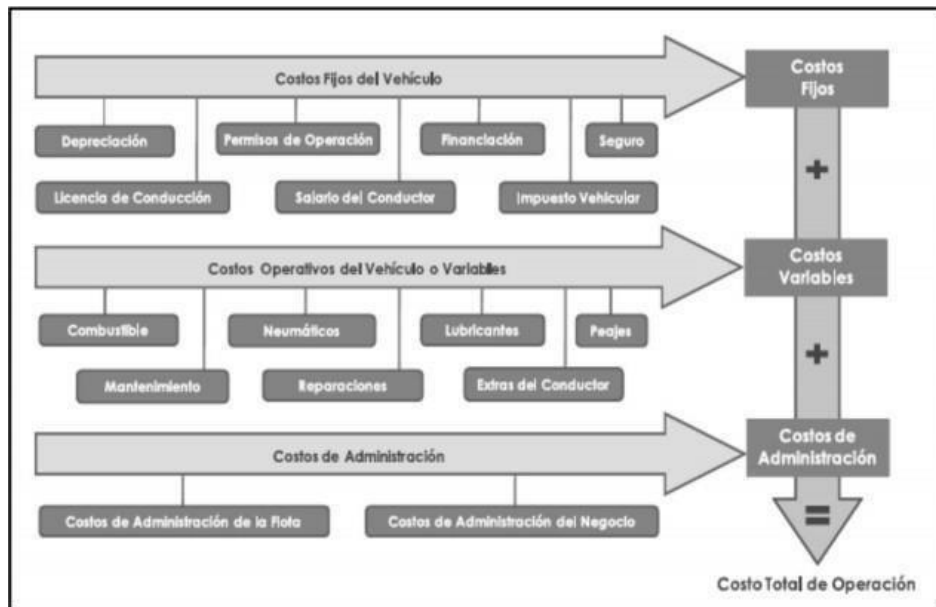 Costos Fijos del Vehículo
Costos
Fijos
Depreciación
Permisos de Operación
Financiación
Seguro
Licencia de Conducción
Salario del Conductor
Impuesto Vehicular
+
Costos Operativos del Vehículo o Variables
Costos
Variables
Combustible
Neumáticos
Lubricantes
Peajes
Mantenimiento
Reparaciones
Extras del Conductor
+
Costos de Administración
Costos de
Administración
Costos de Administración de la Flota
Costos de Administración del Negocio
=
Costo Total de Operación